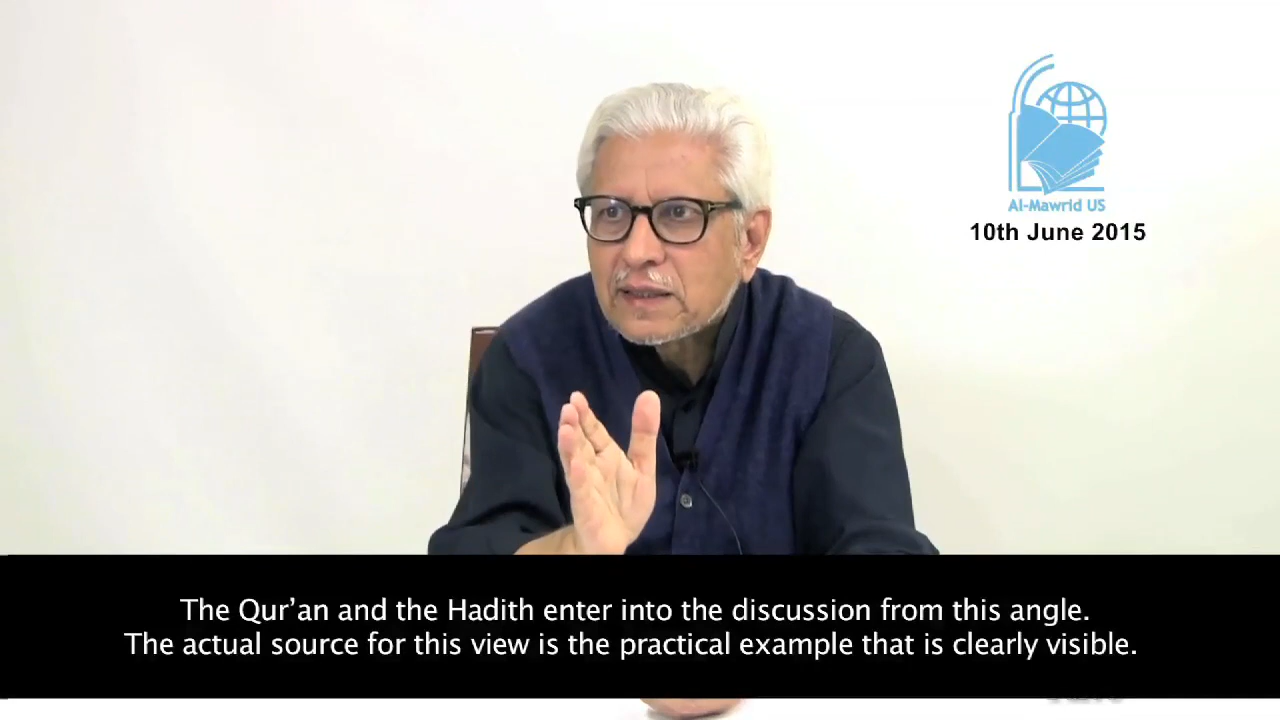 Al-Mawrid US
10th June 2015
The Qur’an and the Hadith enter into the discussion from this angle.
The actual source for this view is the practical example that is clearly visible.